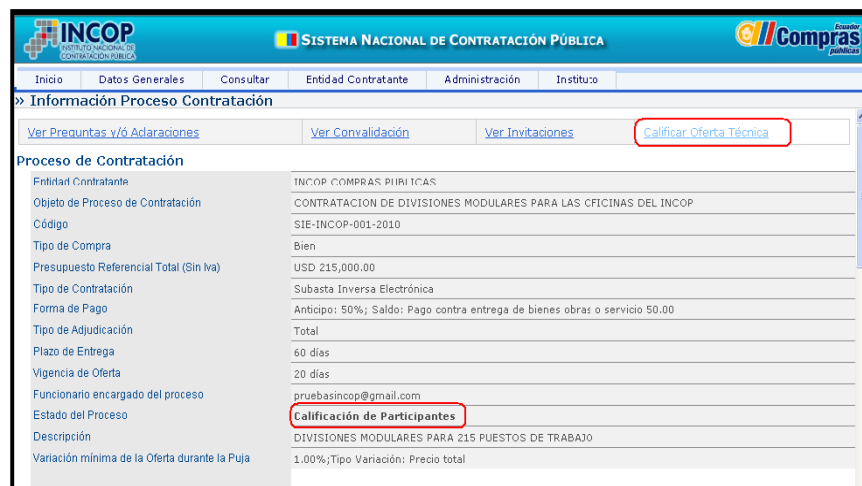 INCOP
INSTITUTO NACIONAL DE
CONTRATACIÓN PÚBLICA
SISTEMA NACIONAL DE CONTRATACIÓN PÚBLICA
Ecuador
Compras
públicas
Inicio Datos Generales Consultar Entidad Contratante Administración Instituto
» Información Proceso Contratación
Ver Preguntas y/ó Aclaraciones Ver Convalidación Ver Invitaciones Calificar Oferta Técnica
Proceso de Contratación
Entidad Contratante INCOP COMPRAS PUBLICAS
Objeto de Proceso de Contratación CONTRATACION DE DIVISIONES MODULARES PARA LAS OFICINAS DEL INCOP
Código SIE-INCOP-001-2010
Tipo de Compra Bien
Presupuesto Referencial Total (Sin Iva) USD 215,000.00
Tipo de Contratación Subasta Inversa Electrónica
Forma de Pago Anticipo: 50%; Saldo: Pago contra entrega de bienes obras o servicio 50.00
Tipo de Adjudicación Total
Plazo de Entrega 60 días
Vigencia de Oferta 20 días
Funcionario encargado del proceso pruebasincop@gmail.com
Estado del Proceso Calificación de Participantes
Descripción DIVISIONES MODULARES PARA 215 PUESTOS DE TRABAJO
Variación mínima de la Oferta durante la Puja 1.00%;Tipo Variación: Precio total